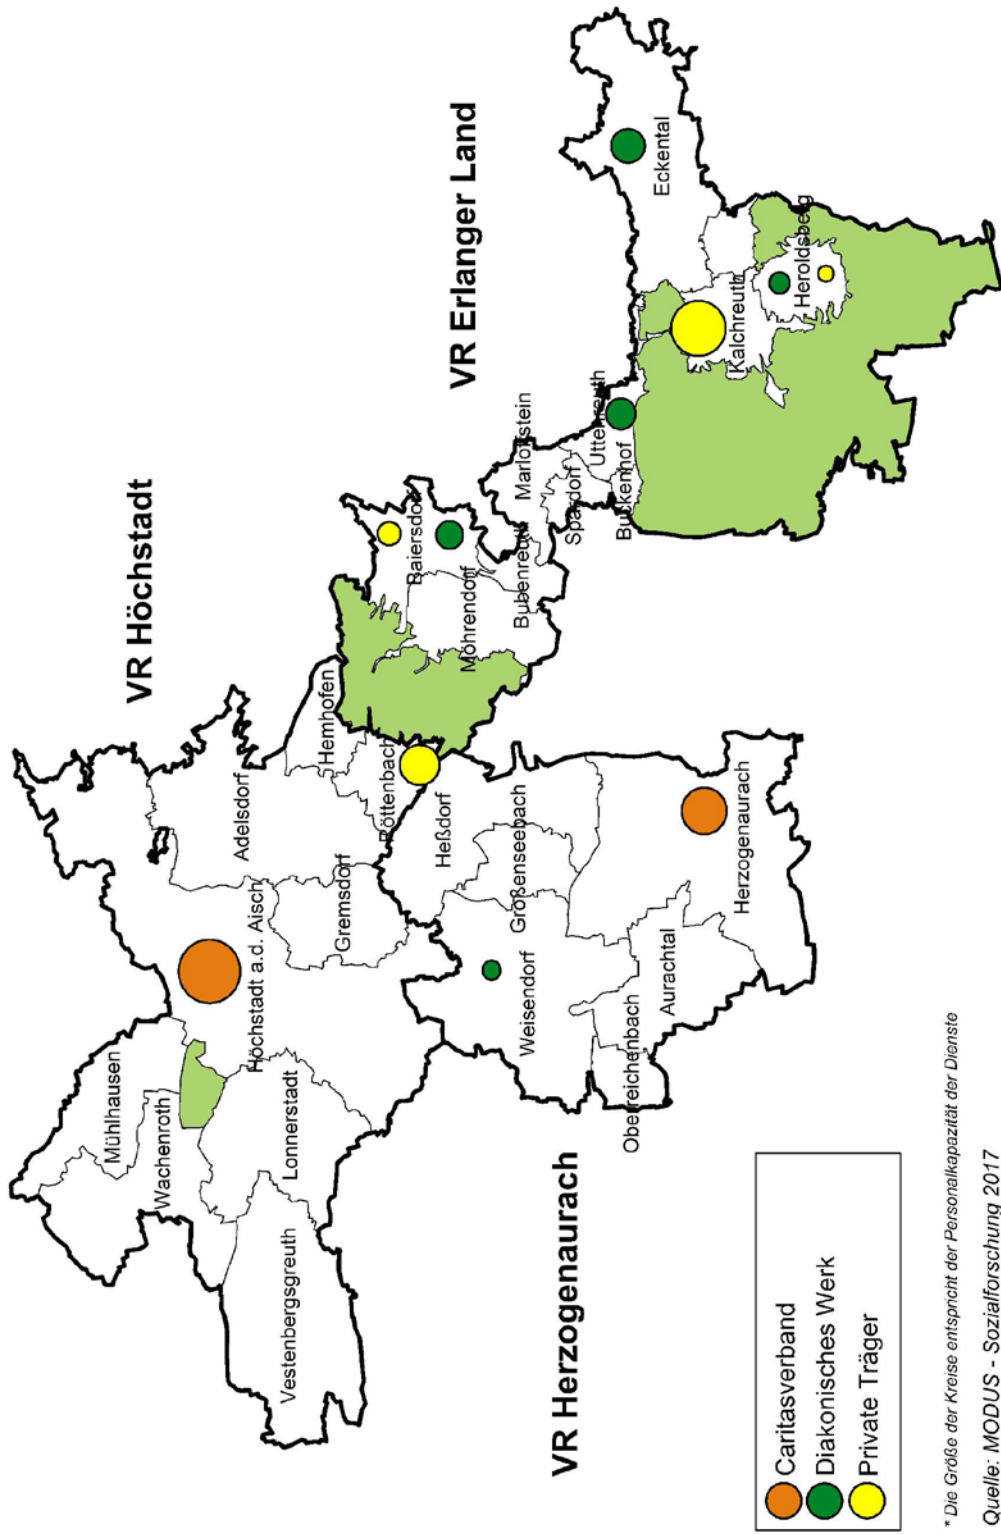 VR Höchstadt
VR Erlanger Land
VR Herzogenaurach
Mühlhausen
Wachenroth
Vestenbergsgreuth
Lonnerstadt
Höchstadt a.d. Aisch
Adelsdorf
Gremsdorf
Hemhofen
Röttenbach
Heßdorf
Großenseebach
Weisendorf
Oberreichenbach
Aurachtal
Herzogenaurach
Baiersdorf
Möhrendorf
Bubenreuth
Marloffstein
Spardorf
Uttenreuth
Buckenhof
Kalchreuth
Heroldsberg
Eckental
Caritasverband
Diakonisches Werk
Private Träger
* Die Größe der Kreise entspricht der Personalkapazität der Dienste
Quelle: MODUS - Sozialforschung 2017